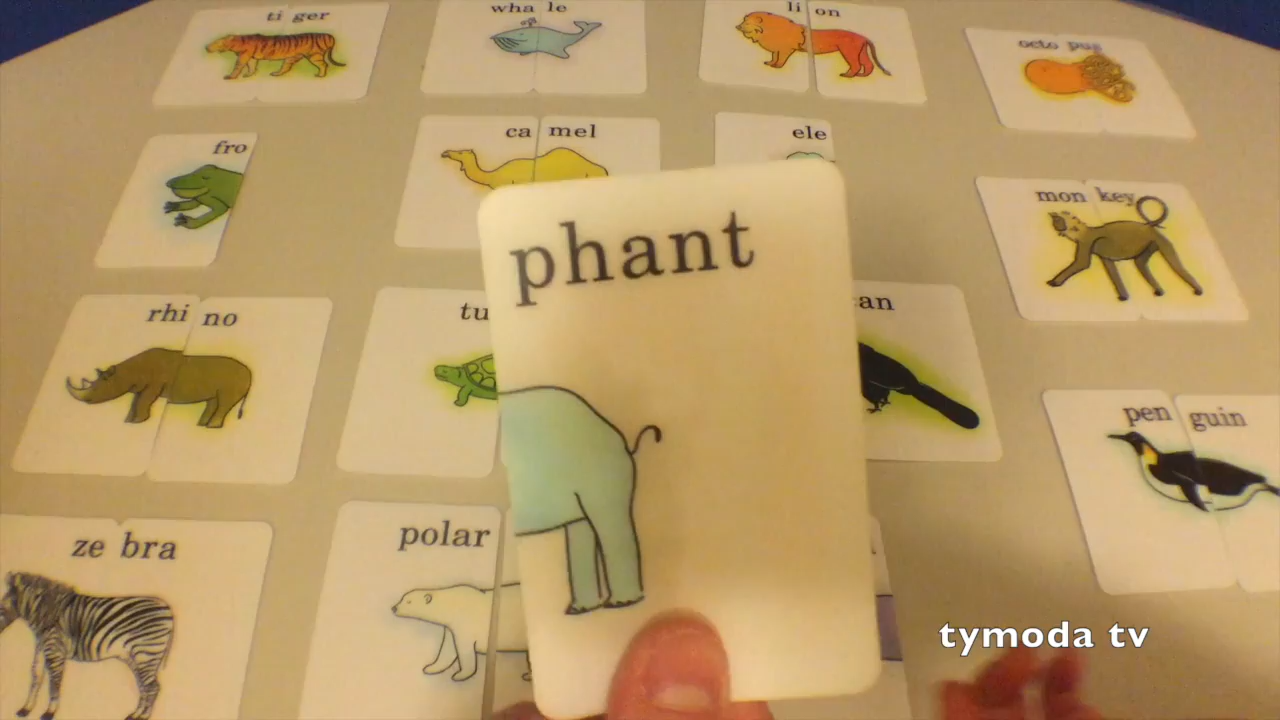 ti ger
wha le
li on
octo pus
fro
ca mel
ele
mon key
phant
rhi no
tu
an
pen guin
ze bra
polar
tymoda tv